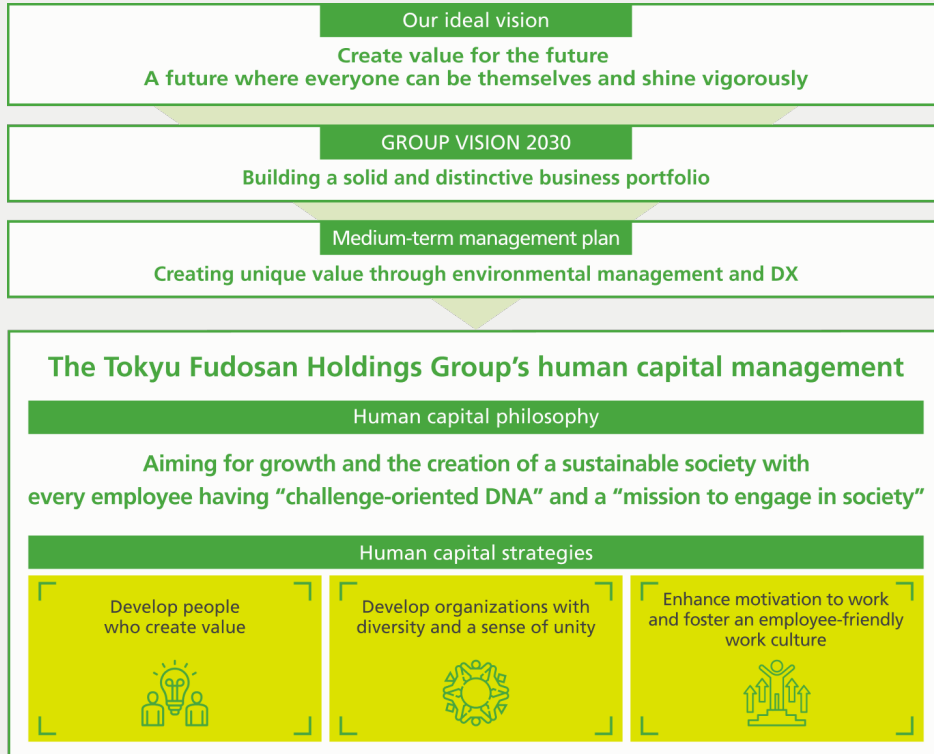 Our ideal vision
Create value for the future
A future where everyone can be themselves and shine vigorously
GROUP VISION 2030
Building a solid and distinctive business portfolio
Medium-term management plan
Creating unique value through environmental management and DX
The Tokyu Fudosan Holdings Group’s human capital management
Human capital philosophy
Aiming for growth and the creation of a sustainable society with
every employee having “challenge-oriented DNA” and a “mission to engage in society”
Human capital strategies
Develop people
who create value
Develop organizations with
diversity and a sense of unity
Enhance motivation to work
and foster an employee-friendly
work culture